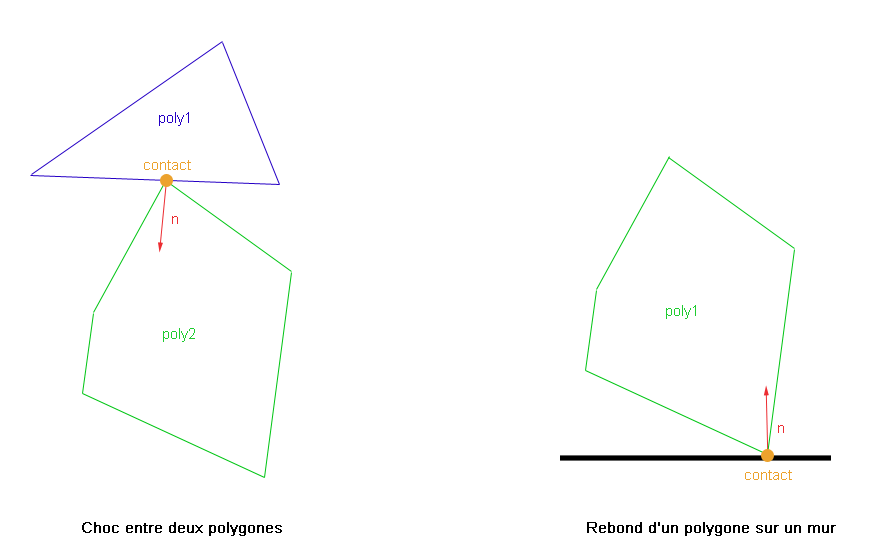 poly1
contact
n
poly2
Choc entre deux polygones
poly1
n
contact
Rebond d'un polygone sur un mur